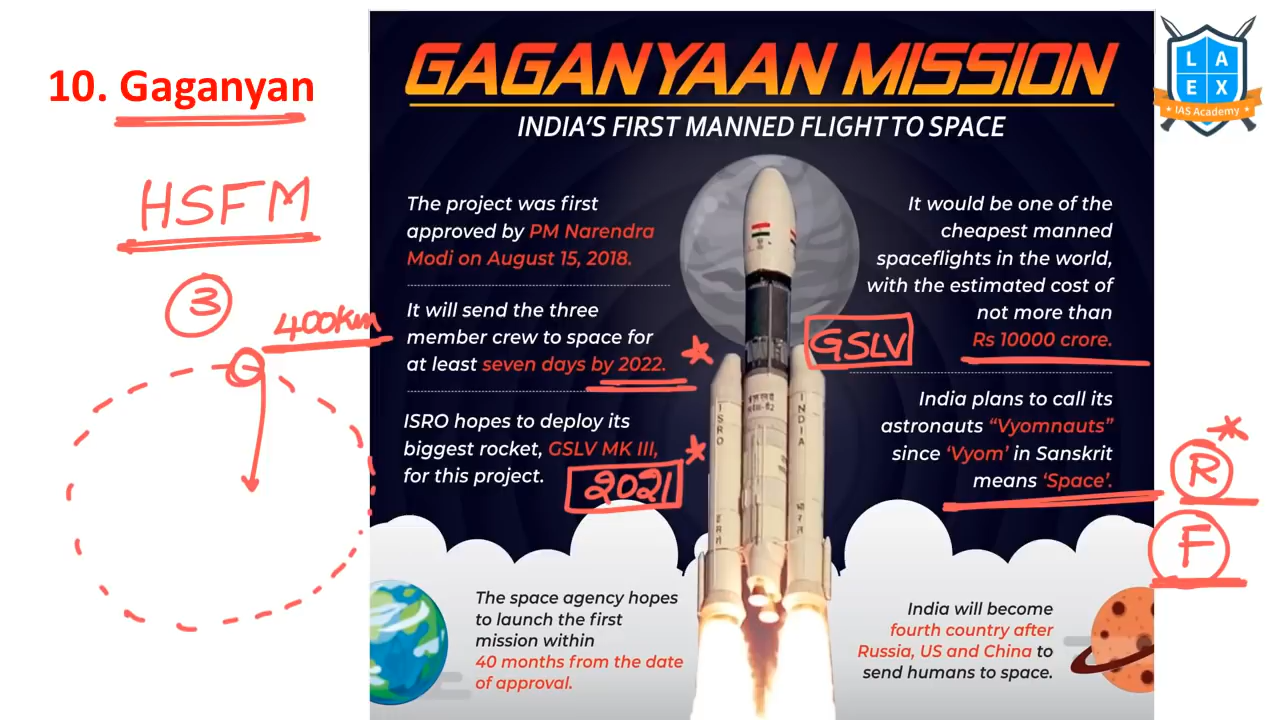 10. Gaganyan
HSFM
3
400km
GAGANYAAN MISSION
INDIA'S FIRST MANNED FLIGHT TO SPACE
The project was first
approved by PM Narendra
Modi on August 15, 2018.
It will send the three
member crew to space for
at least seven days by 2022.
ISRO hopes to deploy its
biggest rocket, GSLV MK III,
for this project.
2021
The space agency hopes
to launch the first
mission within
40 months from the date
of approval.
GSLV
ISRO
INDIA
भारत
It would be one of the
cheapest manned
spaceflights in the world,
with the estimated cost of
not more than
Rs 10000 crore.
India plans to call its
astronauts “Vyomnauts”
since ‘Vyom’ in Sanskrit
means ‘Space’.
India will become
fourth country after
Russia, US and China to
send humans to space.
R
F
L A
E X
IAS Academy